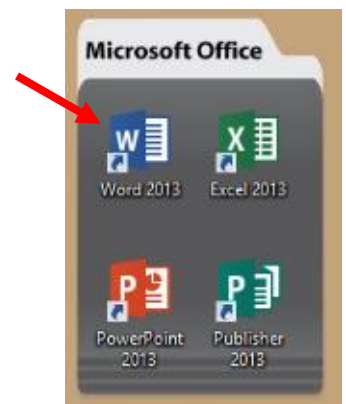 Microsoft Office
W
X
Word 2013
Excel 2013
P
P
PowerPoint
2013
Publisher
2013